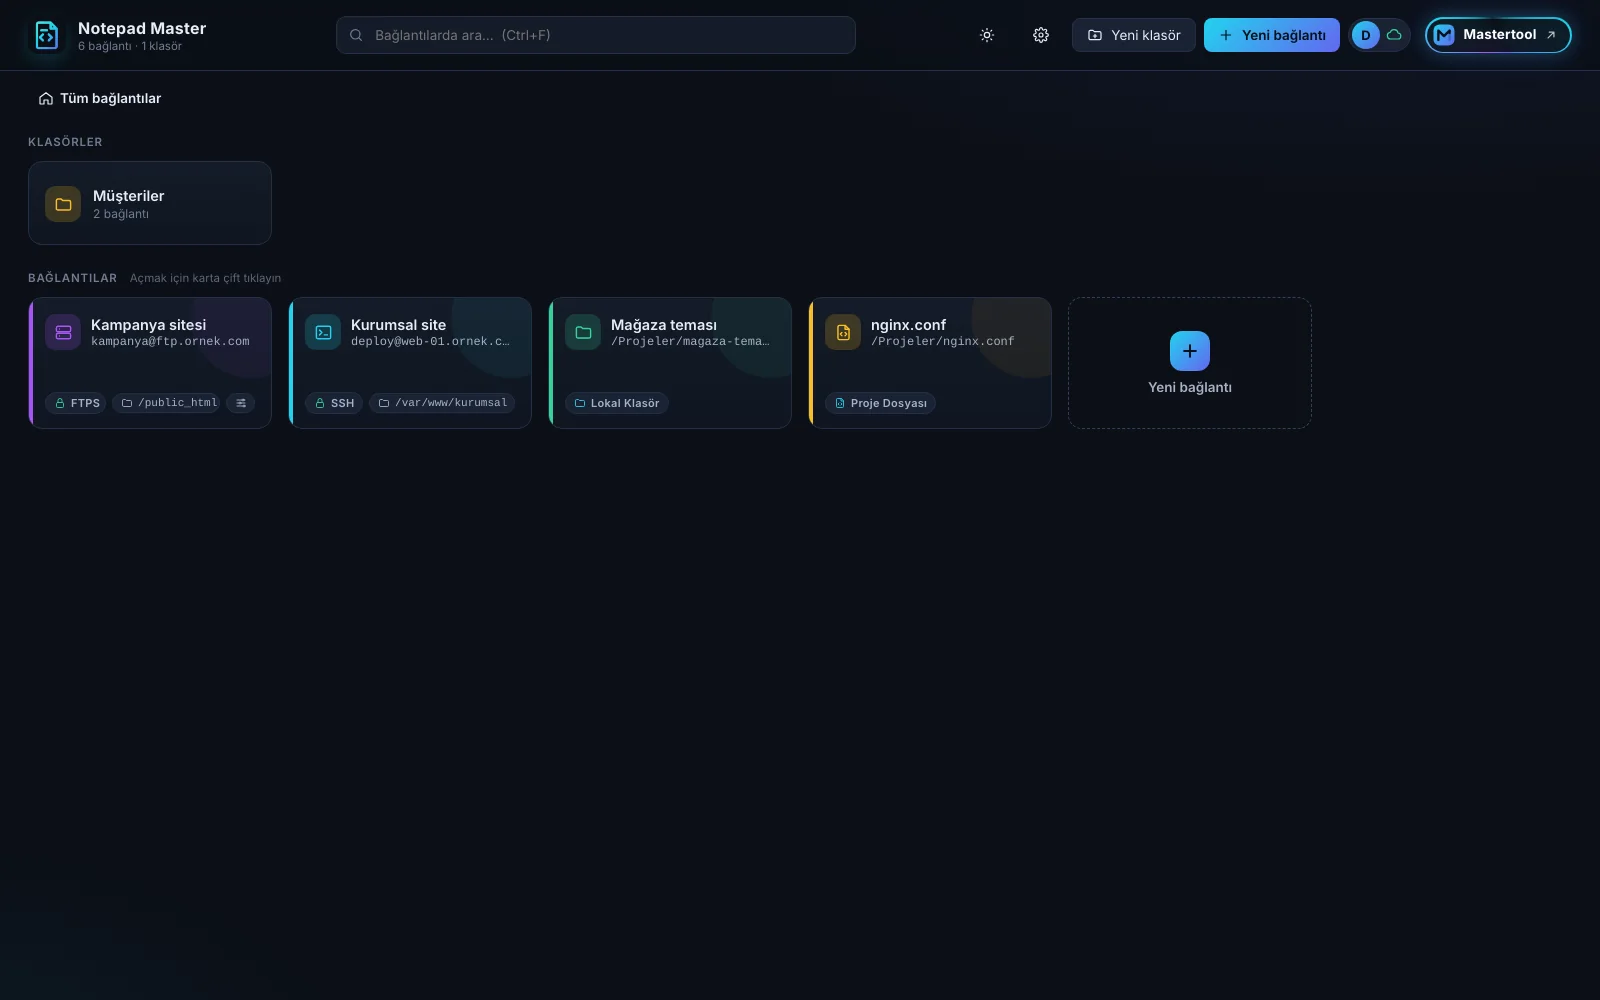 Notepad Master
6 bağlantı · 1 klasör
Bağlantılarda ara... (Ctrl+F)
Yeni klasör
Yeni bağlantı
D
Mastertool
Tüm bağlantılar
KLASÖRLER
Müşteriler
2 bağlantı
BAĞLANTILAR Açmak için karta çift tıklayın
Kampanya sitesi
kampanya@ftp.ornek.com
FTPS
/public_html
Kurumsal site
deploy@web-01.ornek.c…
SSH
/var/www/kurumsal
Mağaza teması
/Projeler/magaza-tema…
Lokal Klasör
nginx.conf
/Projeler/nginx.conf
Proje Dosyası
Yeni bağlantı